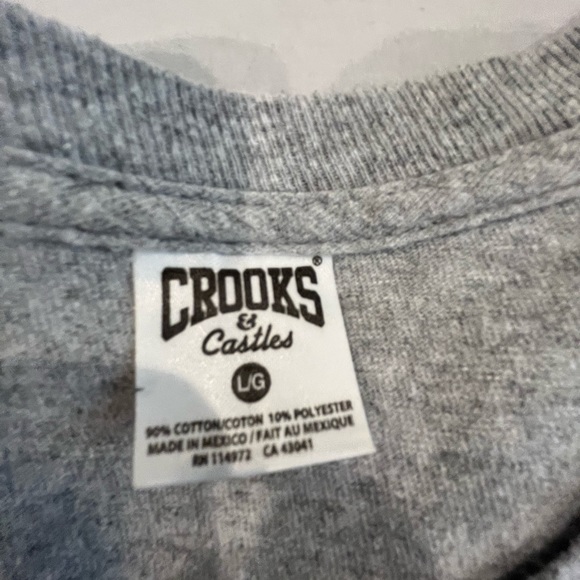 CROOKS®
&
Castles
L/G
90% COTTON/COTON 10% POLYESTER
MADE IN MEXICO / FAIT AU MEXIQUE
RN 114972 CA 43041